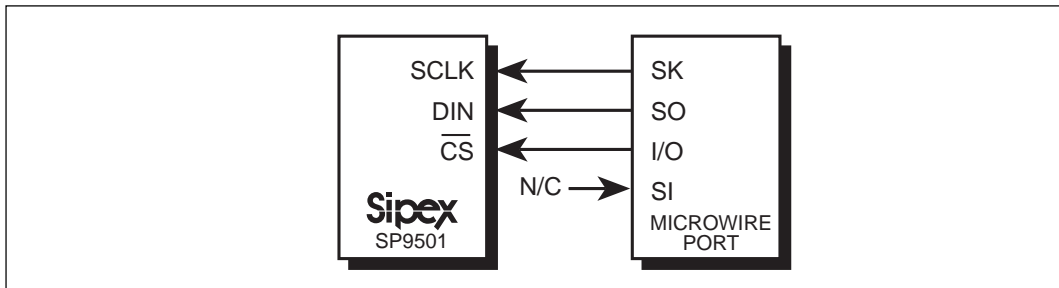 SCLK SK
DIN SO
CS I/O
N/C SI
Sipex
SP9501
MICROWIRE
PORT